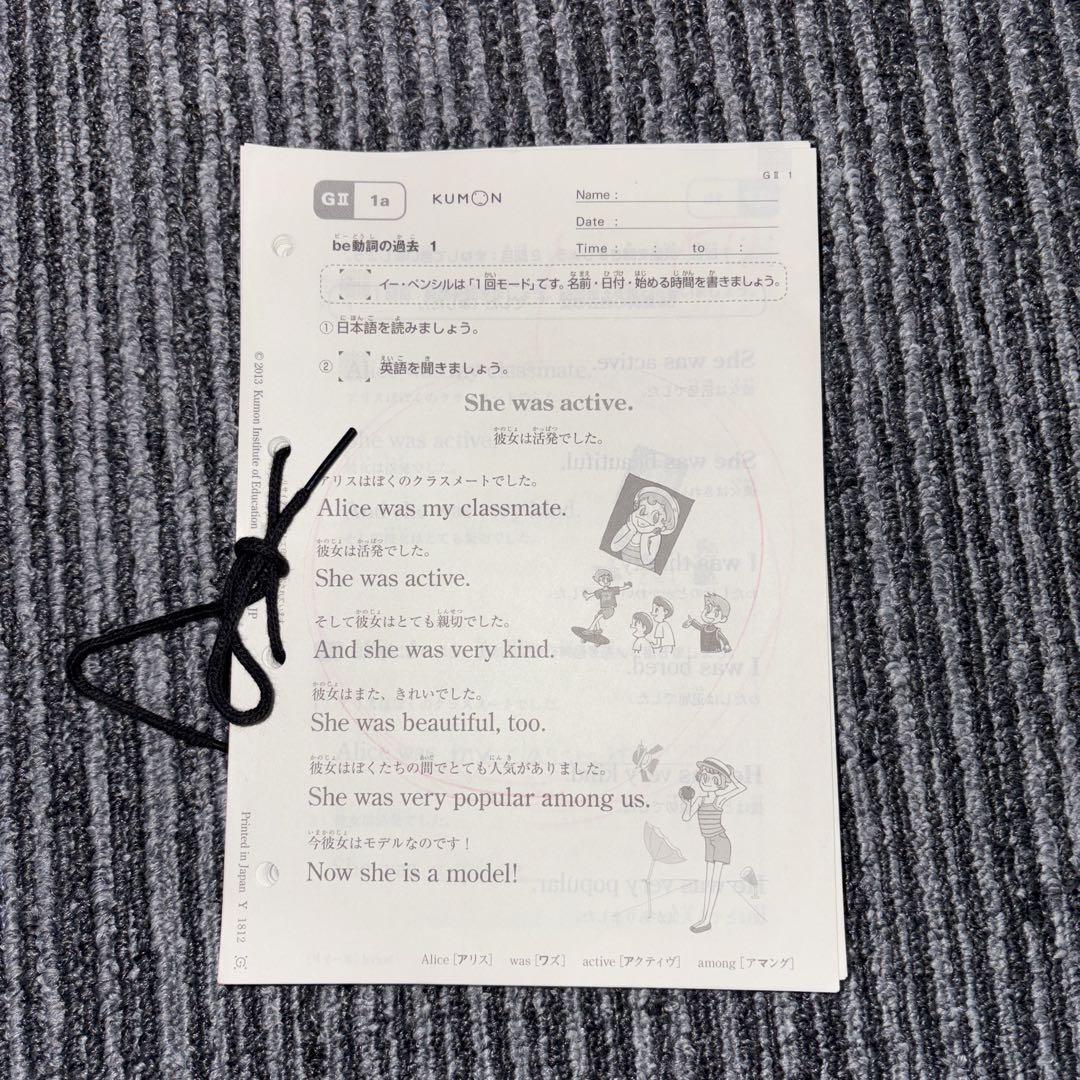 GⅡ 1
GⅡ 1a KUMON
Name :
Date :
Time : : to :
be動詞の過去 1
イー・ペンシルは「1回モード」です。名前・日付・始める時間を書きましょう。
①日本語を読みましょう。
② 英語を聞きましょう。
She was active.
彼女は活発でした。
アリスはぼくのクラスメートでした。
Alice was my classmate.
彼女は活発でした。
She was active.
そして彼女はとても親切でした。
And she was very kind.
彼女はまた、きれいでした。
She was beautiful, too.
彼女はぼくたちの間でとても人気がありました。
She was very popular among us.
今彼女はモデルなのです!
Now she is a model!
Alice [アリス] was [ワズ] active [アクティヴ] among [アマング]
© 2013 Kumon Institute of Education
JP
Printed in Japan Y 1812